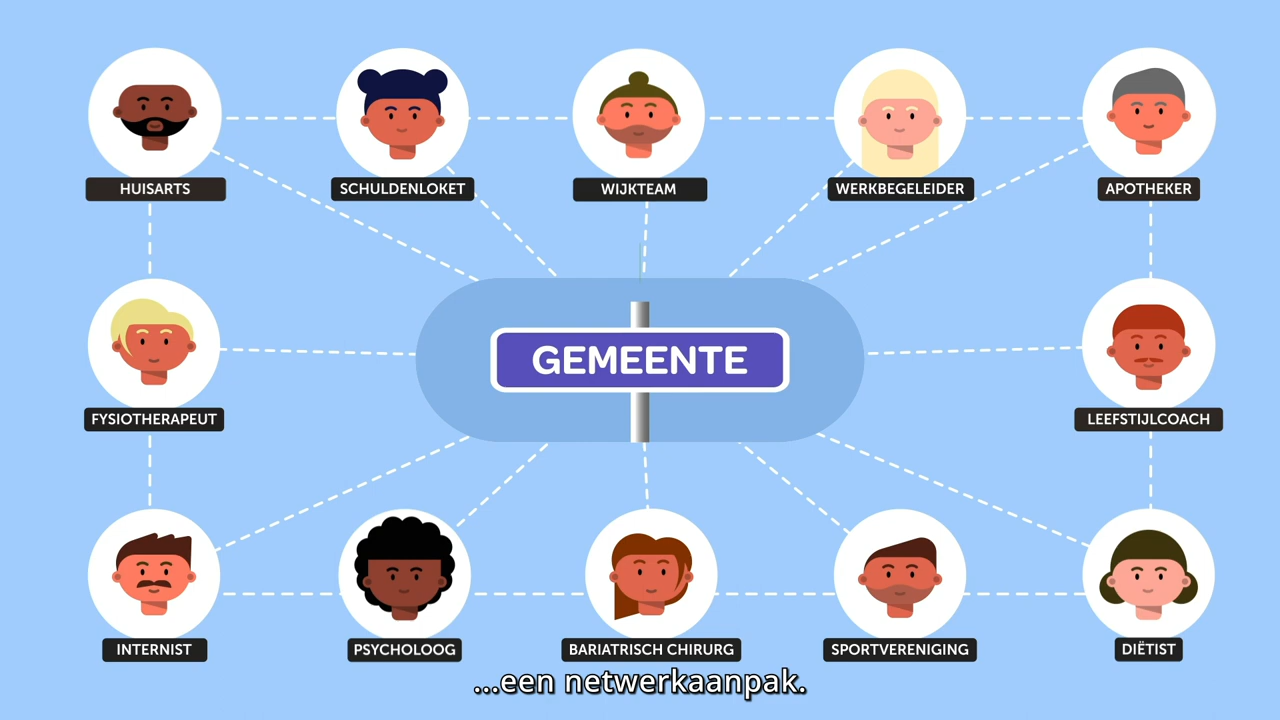 HUISARTS
SCHULDENLOKET
WIJKTEAM
WERKBEGELEIDER
APOTHEKER
GEMEENTE
FYSIOTHERAPEUT
LEEFSTIJLCOACH
INTERNIST
PSYCHOLOOG
BARIATRISCH CHIRURG
SPORTVERENIGING
DIËTIST
...een netwerkaanpak.